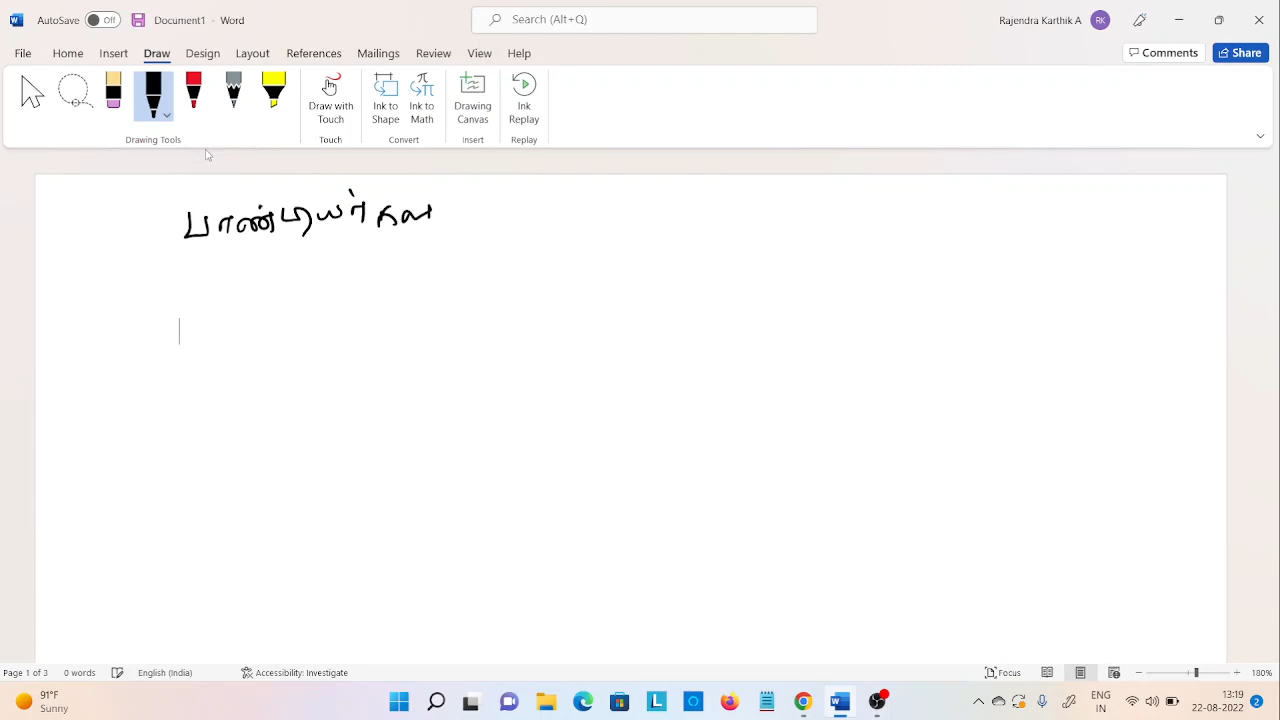 AutoSave Off Document1 - Word Search (Alt+Q) Rajendra Karthik A RK
File Home Insert Draw Design Layout References Mailings Review View Help Comments Share
Draw with Touch Ink to Shape Ink to Math Drawing Canvas Ink Replay
Drawing Tools Touch Convert Insert Replay
பாண்டியர்
Page 1 of 3 0 words English (India) Accessibility: Investigate Focus 180%
91°F Sunny ENG IN 13:19 22-08-2022 2